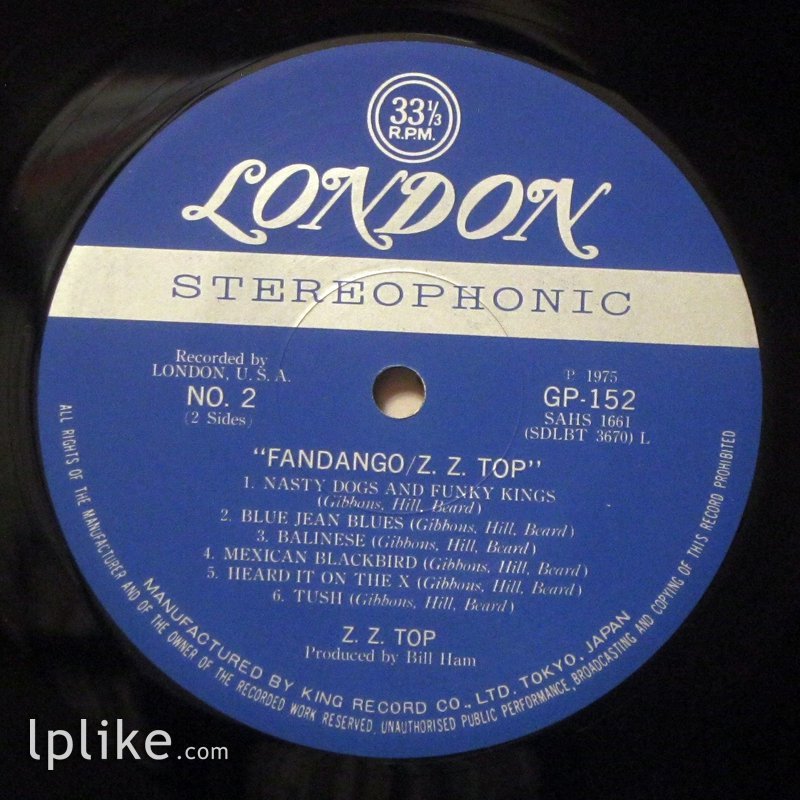 33⅓
R.P.M.
LONDON
STEREOPHONIC
Recorded by
LONDON, U. S. A.
NO. 2
(2 Sides)
℗ 1975
GP-152
SAHS 1661
(SDLBT 3670) L
"FANDANGO/Z. Z. TOP"
1. NASTY DOGS AND FUNKY KINGS
(Gibbons, Hill, Beard)
2. BLUE JEAN BLUES (Gibbons, Hill, Beard)
3. BALINESE (Gibbons, Hill, Beard)
4. MEXICAN BLACKBIRD (Gibbons, Hill, Beard)
5. HEARD IT ON THE X (Gibbons, Hill, Beard)
6. TUSH (Gibbons, Hill, Beard)
Z. Z. TOP
Produced by Bill Ham
MANUFACTURED BY KING RECORD CO., LTD. TOKYO, JAPAN
ALL RIGHTS OF THE MANUFACTURER AND OF THE OWNER OF THE RECORDED WORK RESERVED. UNAUTHORISED PUBLIC PERFORMANCE, BROADCASTING AND COPYING OF THIS RECORD PROHIBITED
lplike.com